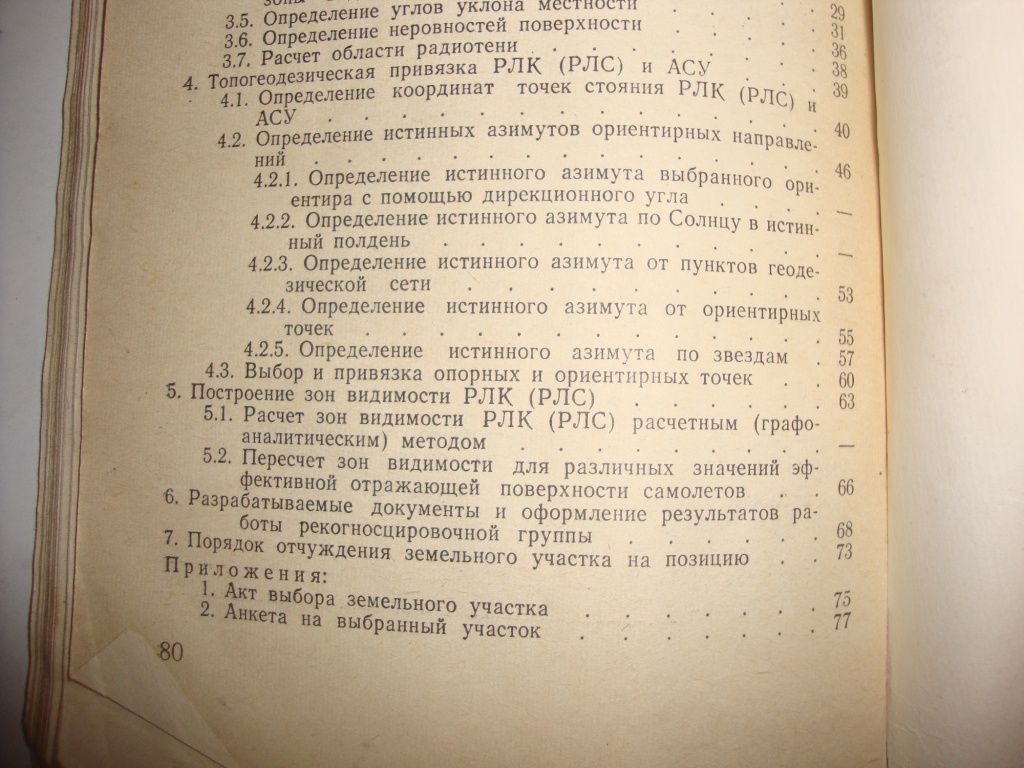 зоны 29
3.5. Определение углов уклона местности . . . . 31
3.6. Определение неровностей поверхности . . . . 36
3.7. Расчет области радиотени . . . . . . . 38
4. Топогеодезическая привязка РЛК (РЛС) и АСУ . . . 39
4.1. Определение координат точек стояния РЛК (РЛС) и
АСУ . . . . . . . . . . . . 40
4.2. Определение истинных азимутов ориентирных направле-
ний . . . . . . . . . . . . 46
4.2.1. Определение истинного азимута выбранного ори-
ентира с помощью дирекционного угла . . . . —
4.2.2. Определение истинного азимута по Солнцу в истин-
ный полдень . . . . . . . . . —
4.2.3. Определение истинного азимута от пунктов геоде-
зической сети . . . . . . . . 53
4.2.4. Определение истинного азимута от ориентирных
точек . . . . . . . . . . . 55
4.2.5. Определение истинного азимута по звездам . 57
4.3. Выбор и привязка опорных и ориентирных точек . . 60
5. Построение зон видимости РЛК (РЛС) . . . . . . 63
5.1. Расчет зон видимости РЛК (РЛС) расчетным (графо-
аналитическим) методом . . . . . . . —
5.2. Пересчет зон видимости для различных значений эф-
фективной отражающей поверхности самолетов . . 66
6. Разрабатываемые документы и оформление результатов ра-
боты рекогносцировочной группы . . . . . 68
7. Порядок отчуждения земельного участка на позицию . . 73
Приложения:
1. Акт выбора земельного участка . . . . . . 75
2. Анкета на выбранный участок . . . . . . 77
80